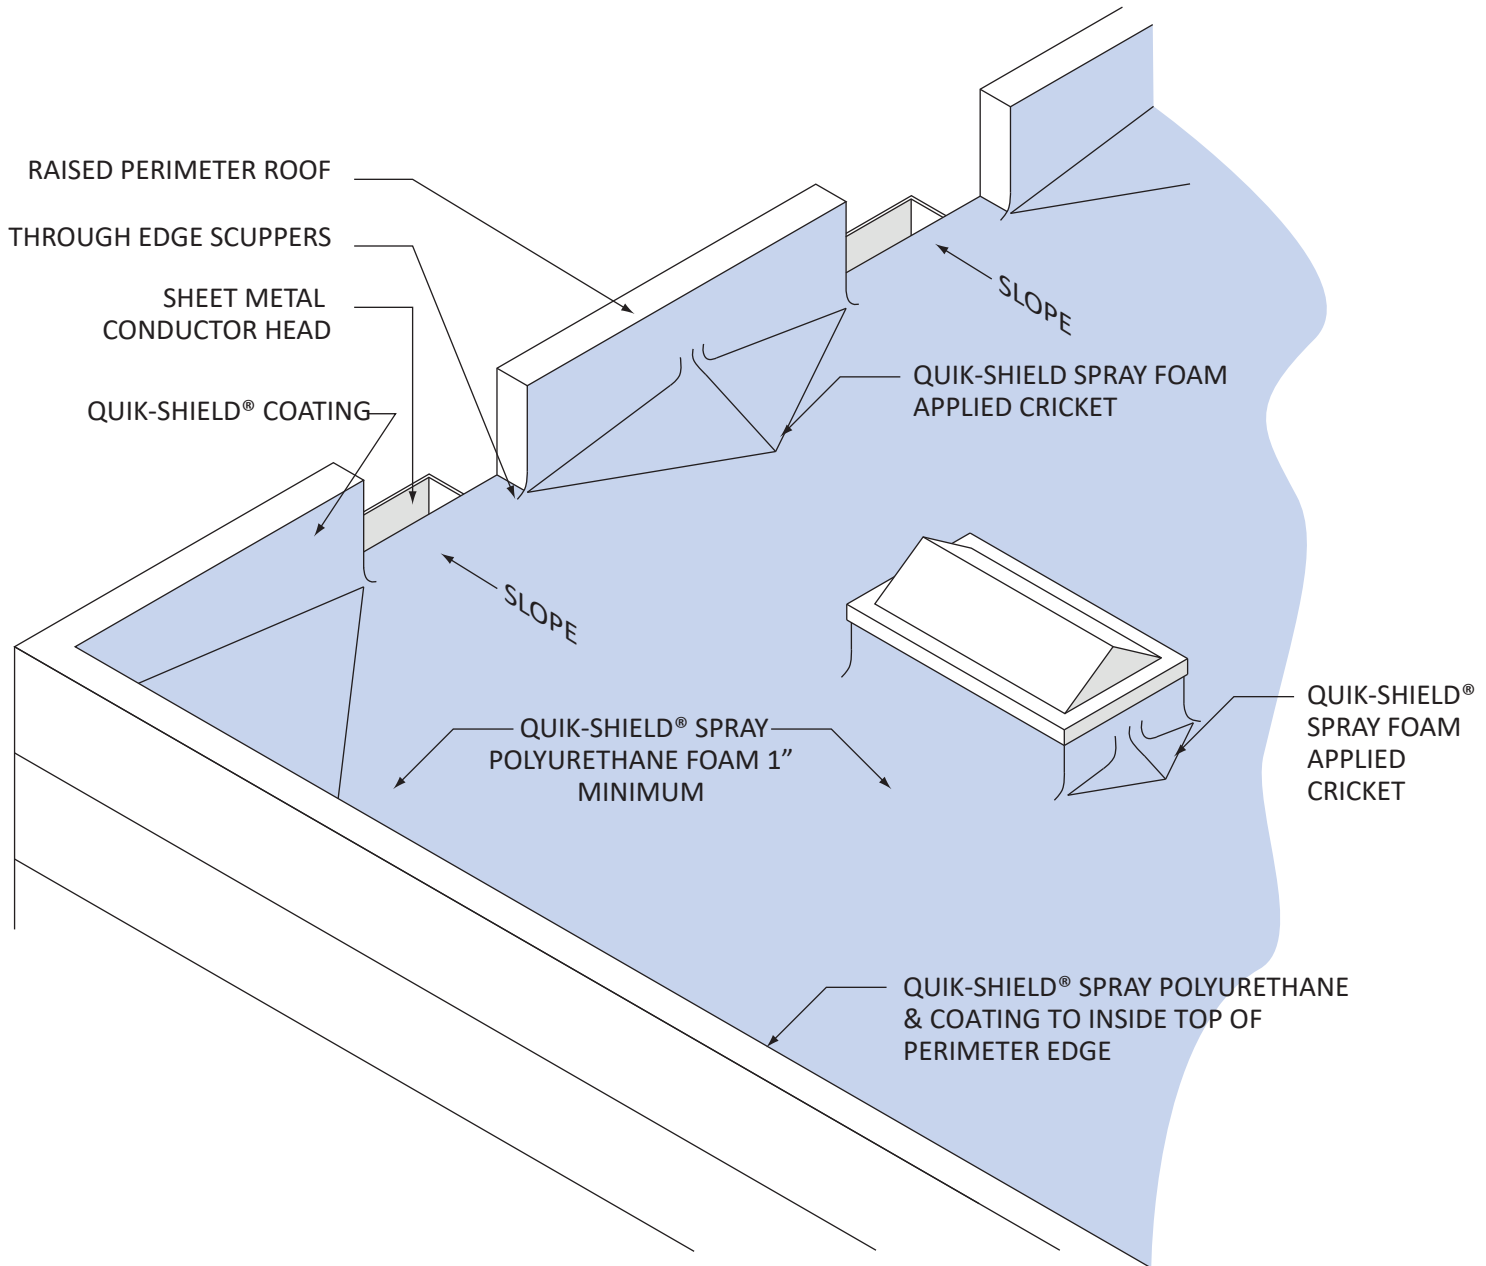 RAISED PERIMETER ROOF
THROUGH EDGE SCUPPERS
SHEET METAL
CONDUCTOR HEAD
QUIK-SHIELD® COATING
SLOPE
QUIK-SHIELD SPRAY FOAM
APPLIED CRICKET
SLOPE
QUIK-SHIELD® SPRAY
POLYURETHANE FOAM 1”
MINIMUM
QUIK-SHIELD®
SPRAY FOAM
APPLIED
CRICKET
QUIK-SHIELD® SPRAY POLYURETHANE
& COATING TO INSIDE TOP OF
PERIMETER EDGE